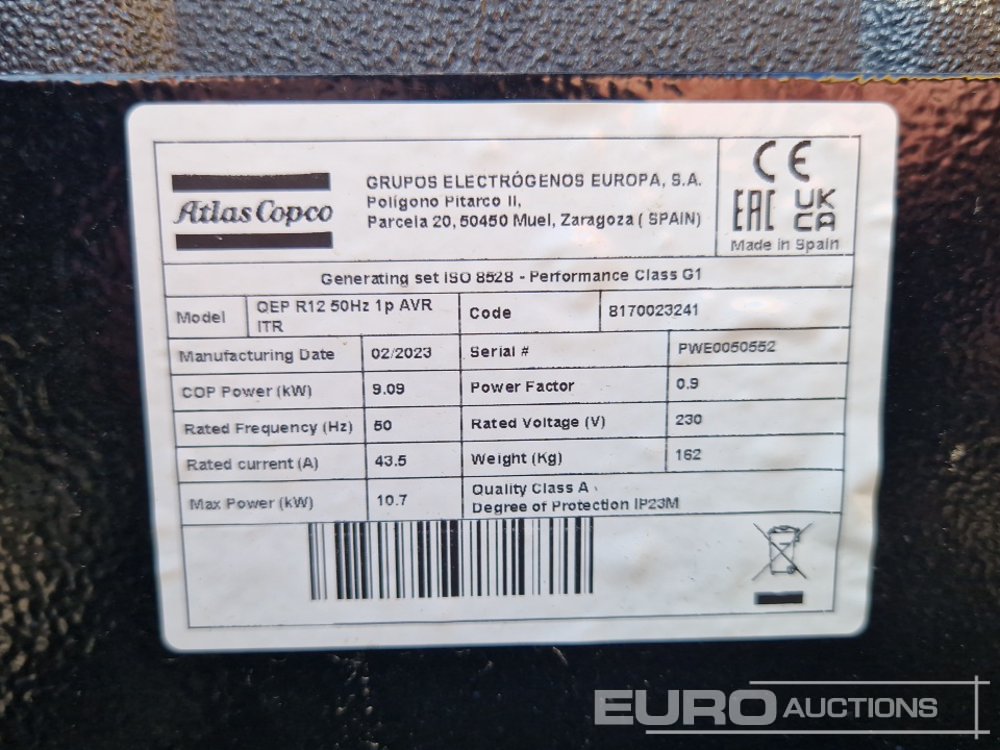 Atlas Copco
GRUPOS ELECTRÓGENOS EUROPA, S.A.
Polígono Pitarco II,
Parcela 20, 50450 Muel, Zaragoza ( SPAIN)
CE
EAC UK
CA
Made in Spain
Generating set ISO 8528 - Performance Class G1
Model QEP R12 50Hz 1p AVR
ITR
Code 8170023241
Manufacturing Date 02/2023 Serial # PWE0050552
COP Power (kW) 9.09 Power Factor 0.9
Rated Frequency (Hz) 50 Rated Voltage (V) 230
Rated current (A) 43.5 Weight (Kg) 162
Max Power (kW) 10.7 Quality Class A
Degree of Protection IP23M
EURO AUCTIONS